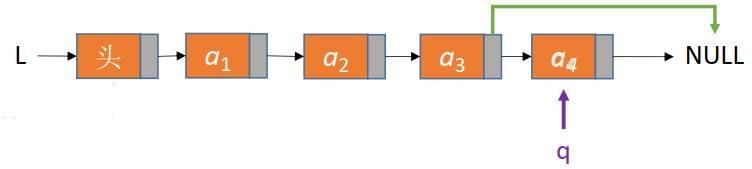 L 头 a₁ a₂ a₃ a₄ NULL
q